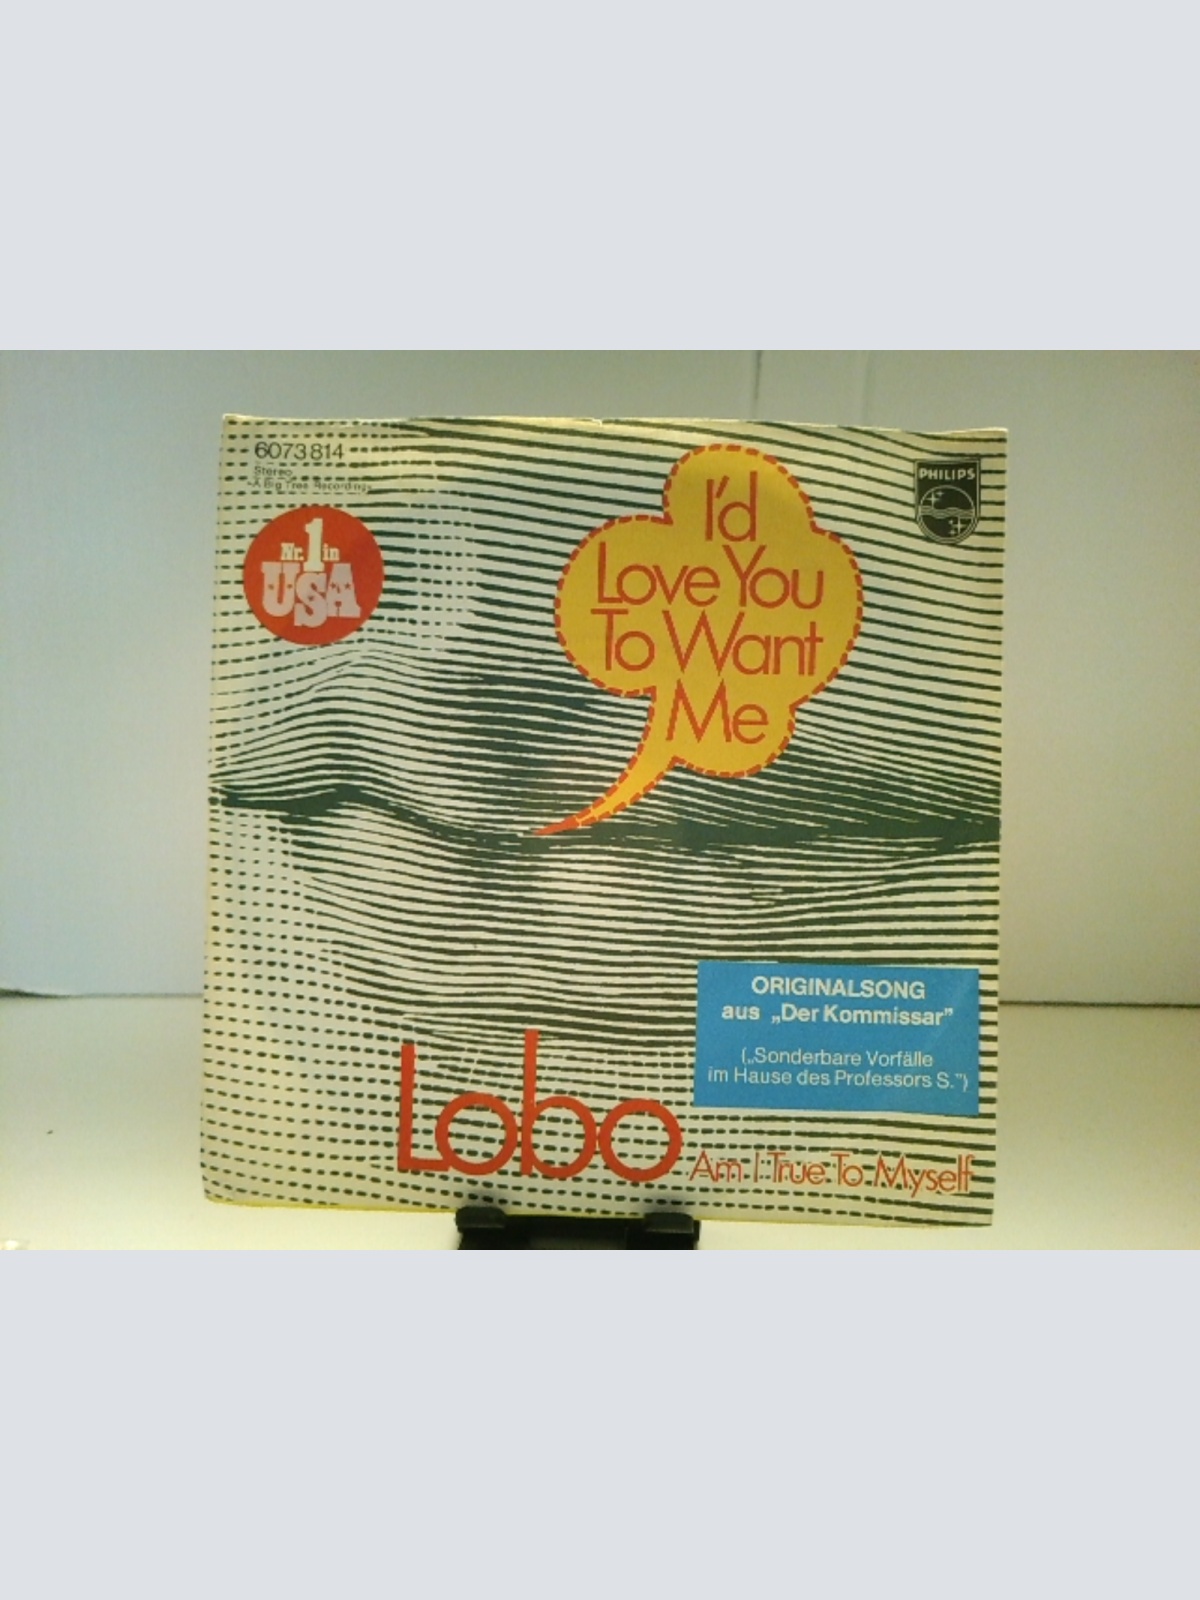 6073 814
Stereo
»A Big Tree Recording«
Nr. 1 in
USA
I'd
Love You
To Want
Me
PHILIPS
ORIGINALSONG
aus „Der Kommissar”
(„Sonderbare Vorfälle
im Hause des Professors S.”)
Lobo
Am I True To Myself